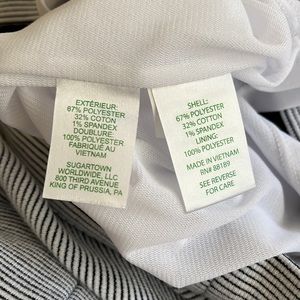 EXTÉRIEUR:
67% POLYESTER
32% COTON
1% SPANDEX
DOUBLURE:
100% POLYESTER
FABRIQUÉ AU
VIETNAM
SUGARTOWN
WORLDWIDE, LLC
800 THIRD AVENUE
KING OF PRUSSIA, PA
SHELL:
67% POLYESTER
32% COTTON
1% SPANDEX
LINING:
100% POLYESTER
MADE IN VIETNAM
RN# 88189
SEE REVERSE
FOR CARE